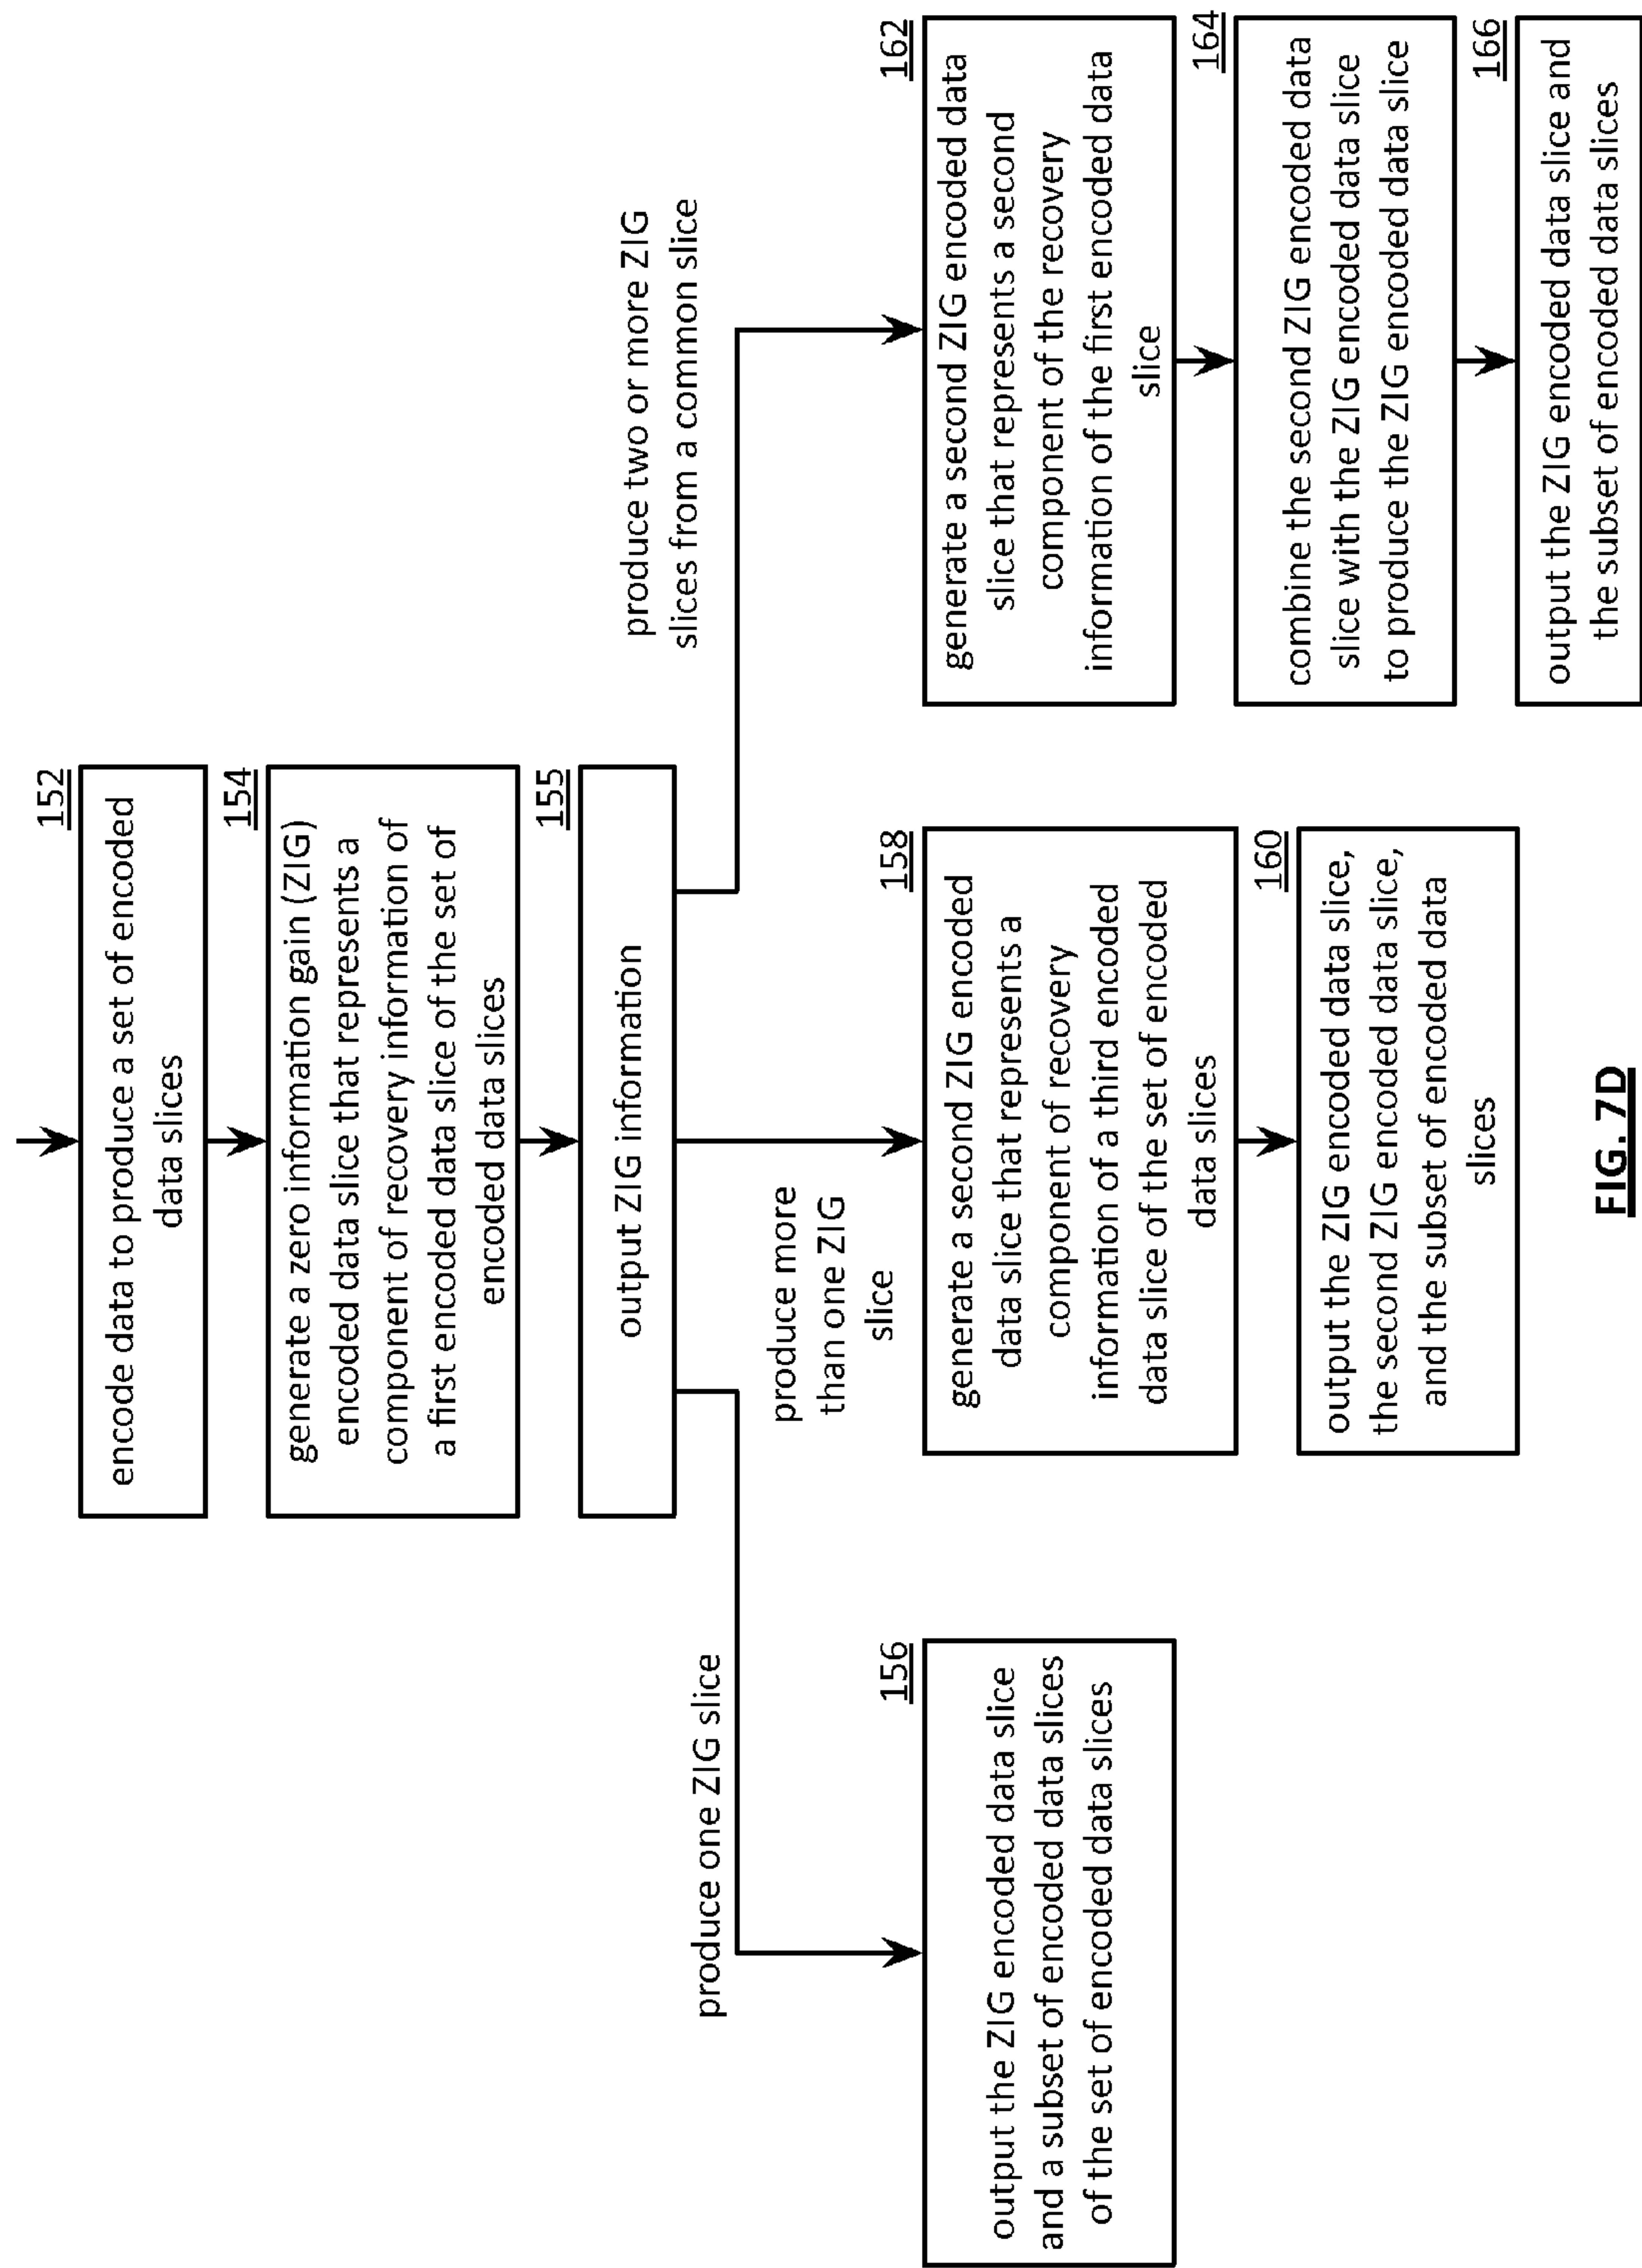 152
encode data to produce a set of encoded
data slices
154
generate a zero information gain (ZIG)
encoded data slice that represents a
component of recovery information of
a first encoded data slice of the set of
encoded data slices
155
output ZIG information
produce one ZIG slice
156
output the ZIG encoded data slice
and a subset of encoded data slices
of the set of encoded data slices
produce more
than one ZIG
slice
158
generate a second ZIG encoded
data slice that represents a
component of recovery
information of a third encoded
data slice of the set of encoded
data slices
160
output the ZIG encoded data slice,
the second ZIG encoded data slice,
and the subset of encoded data
slices
produce two or more ZIG
slices from a common slice
162
generate a second ZIG encoded data
slice that represents a second
component of the recovery
information of the first encoded data
slice
164
combine the second ZIG encoded data
slice with the ZIG encoded data slice
to produce the ZIG encoded data slice
166
output the ZIG encoded data slice and
the subset of encoded data slices
FIG. 7D